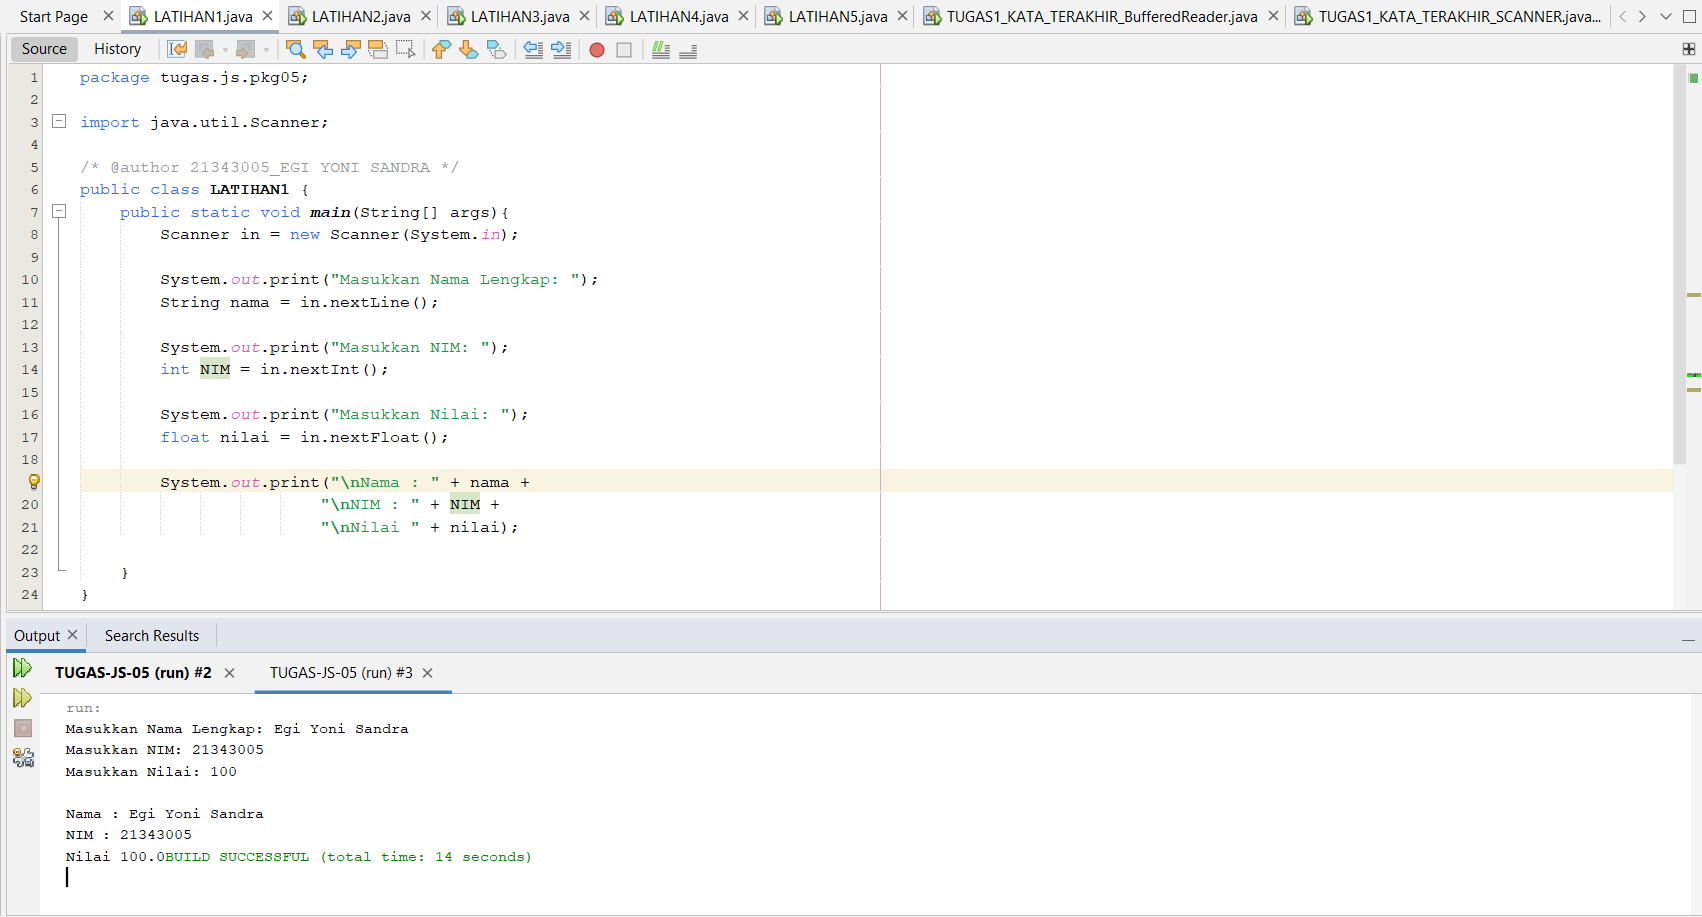 Start Page LATIHAN1.java LATIHAN2.java LATIHAN3.java LATIHAN4.java LATIHAN5.java TUGAS1_KATA_TERAKHIR_BufferedReader.java TUGAS1_KATA_TERAKHIR_SCANNER.java...
Source History
1 package tugas.js.pkg05;
2
3 import java.util.Scanner;
4
5 /* @author 21343005_EGI YONI SANDRA */
6 public class LATIHAN1 {
7 public static void main(String[] args){
8 Scanner in = new Scanner(System.in);
9
10 System.out.print("Masukkan Nama Lengkap: ");
11 String nama = in.nextLine();
12
13 System.out.print("Masukkan NIM: ");
14 int NIM = in.nextInt();
15
16 System.out.print("Masukkan Nilai: ");
17 float nilai = in.nextFloat();
18
System.out.print("\nNama : " + nama +
20 "\nNIM : " + NIM +
21 "\nNilai " + nilai);
22
23 }
24 }
Output Search Results
TUGAS-JS-05 (run) #2 TUGAS-JS-05 (run) #3
run:
Masukkan Nama Lengkap: Egi Yoni Sandra
Masukkan NIM: 21343005
Masukkan Nilai: 100
Nama : Egi Yoni Sandra
NIM : 21343005
Nilai 100.0BUILD SUCCESSFUL (total time: 14 seconds)